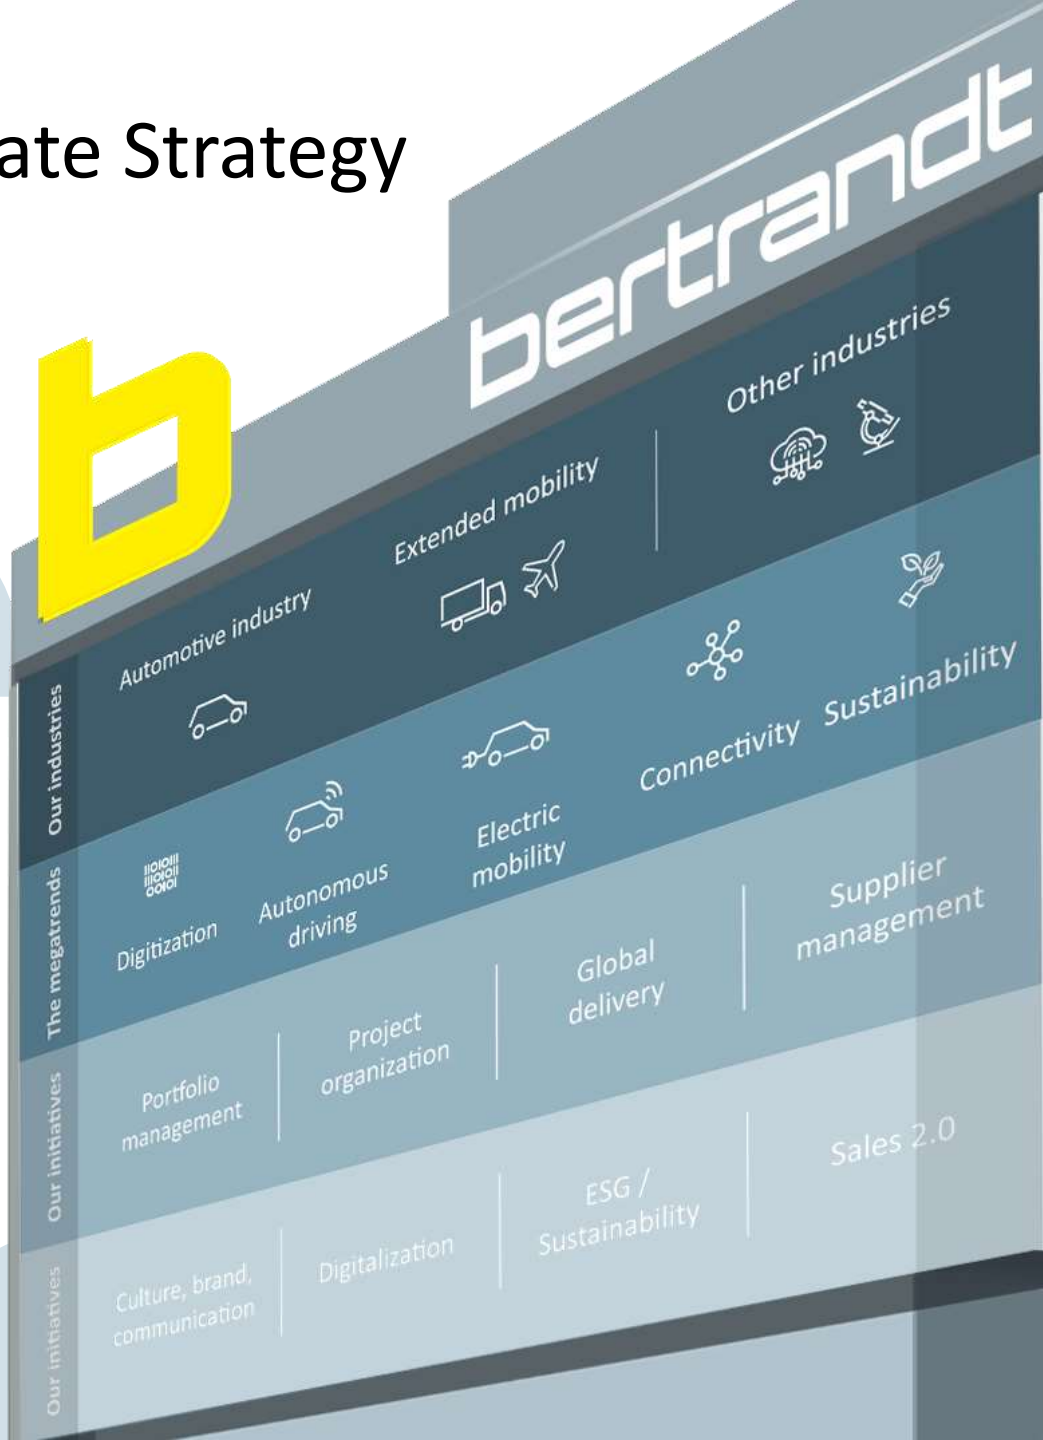 ate Strategy
bertrandt
b
Our industries
Automotive industry
Extended mobility
Other industries
The megatrends
Digitization
Autonomous
driving
Electric
mobility
Connectivity
Sustainability
Our initiatives
Portfolio
management
Project
organization
Global
delivery
Supplier
management
Our initiatives
Culture, brand,
communication
Digitalization
ESG /
Sustainability
Sales 2.0